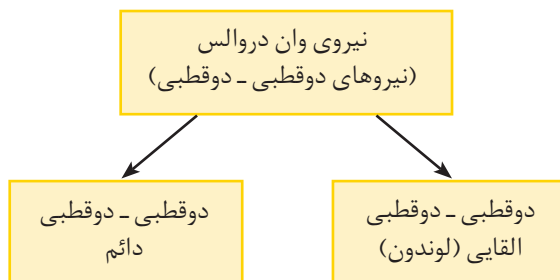 نیروی وان دروالس
(نیروهای دوقطبی ـ دوقطبی)
دوقطبی ـ دوقطبی
القایی (لوندون)
دوقطبی ـ دوقطبی
دائم